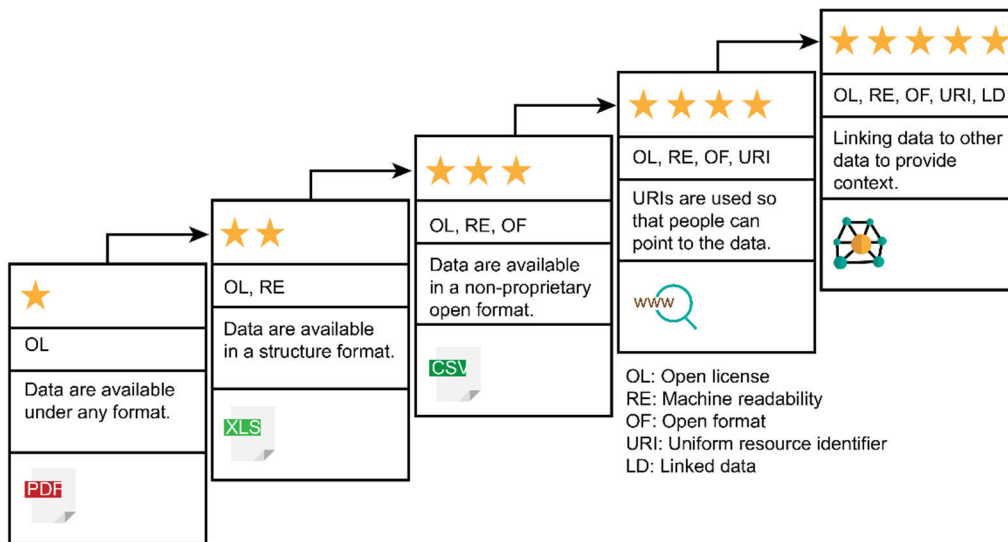 OL
Data are available
under any format.
PDF
OL, RE
Data are available
in a structure format.
XLS
OL, RE, OF
Data are available
in a non-proprietary
open format.
CSV
OL, RE, OF, URI
URIs are used so
that people can
point to the data.
www
OL, RE, OF, URI, LD
Linking data to other
data to provide
context.
OL: Open license
RE: Machine readability
OF: Open format
URI: Uniform resource identifier
LD: Linked data